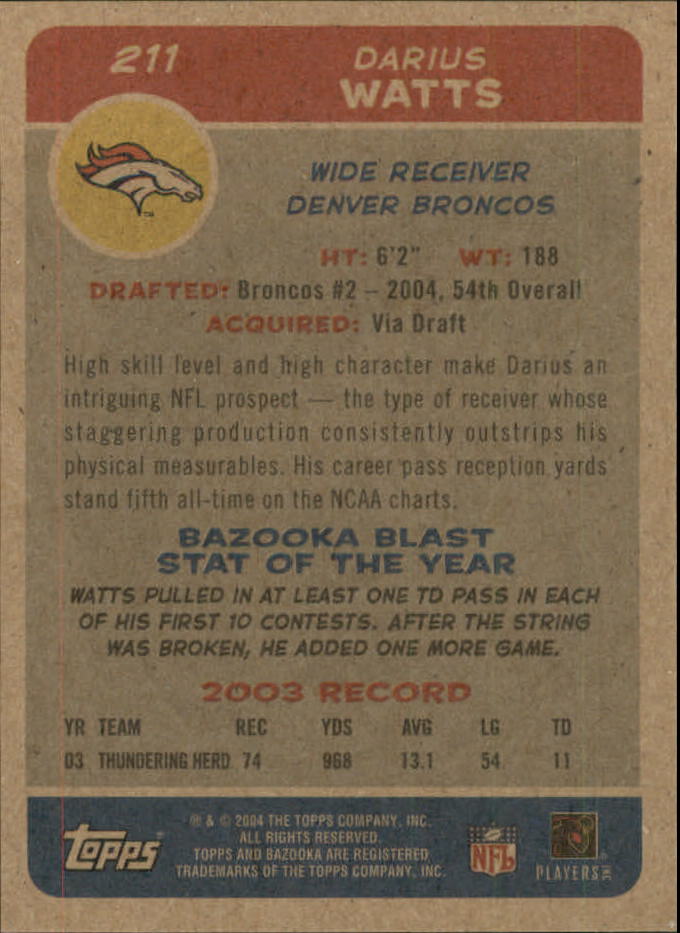 211
DARIUS
WATTS
WIDE RECEIVER
DENVER BRONCOS
HT: 6'2" WT: 188
DRAFTED: Broncos #2 – 2004, 54th Overall
ACQUIRED: Via Draft
High skill level and high character make Darius an
intriguing NFL prospect — the type of receiver whose
staggering production consistently outstrips his
physical measurables. His career pass reception yards
stand fifth all-time on the NCAA charts.
BAZOOKA BLAST
STAT OF THE YEAR
WATTS PULLED IN AT LEAST ONE TD PASS IN EACH
OF HIS FIRST 10 CONTESTS. AFTER THE STRING
WAS BROKEN, HE ADDED ONE MORE GAME.
2003 RECORD
YR TEAM REC YDS AVG LG TD
03 THUNDERING HERD 74 968 13.1 54 11
® & © 2004 THE TOPPS COMPANY, INC.
ALL RIGHTS RESERVED.
TOPPS AND BAZOOKA ARE REGISTERED
TRADEMARKS OF THE TOPPS COMPANY, INC.
Topps®
NFL
PLAYERS INC